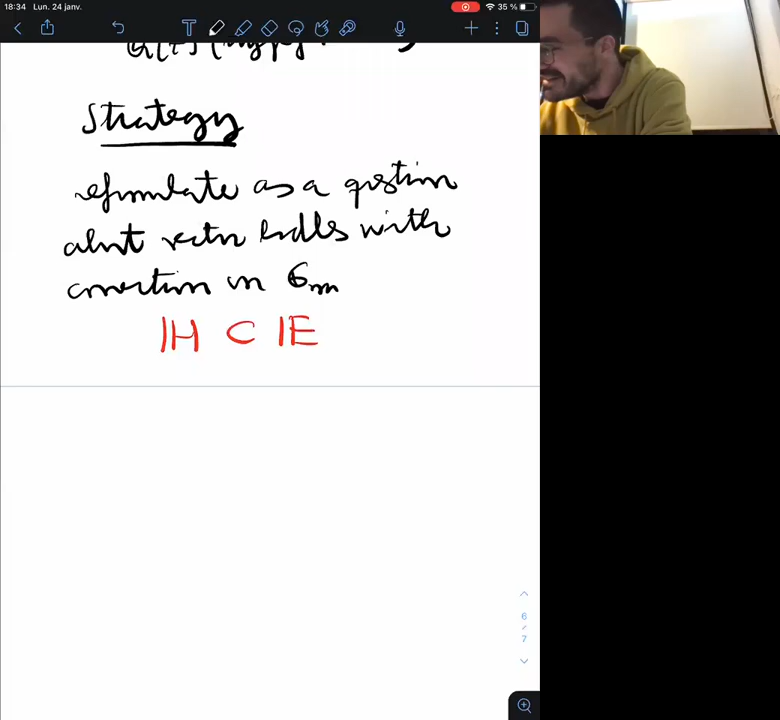 18:34 Lun. 24 janv.
35 %
T
Strategy
reformulate as a question
about vector bundles with
connection on Gm
IH ⊂ IE
6
/
7